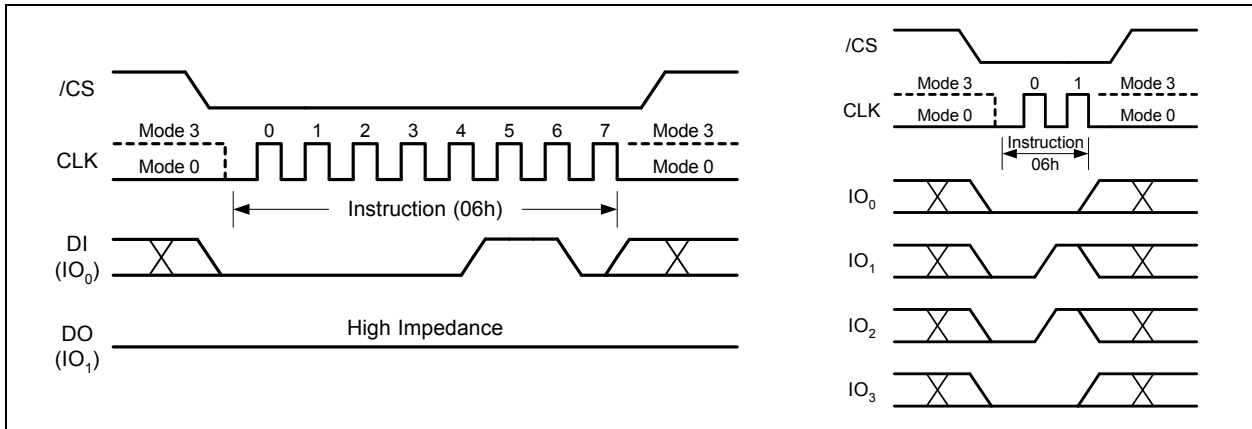 /CS
Mode 3 0 1 2 3 4 5 6 7 Mode 3
CLK
Mode 0 Mode 0
Instruction (06h)
DI
(IO0)
High Impedance
DO
(IO1)
/CS
Mode 3 0 1 Mode 3
CLK
Mode 0 Mode 0
Instruction
06h
IO0
IO1
IO2
IO3